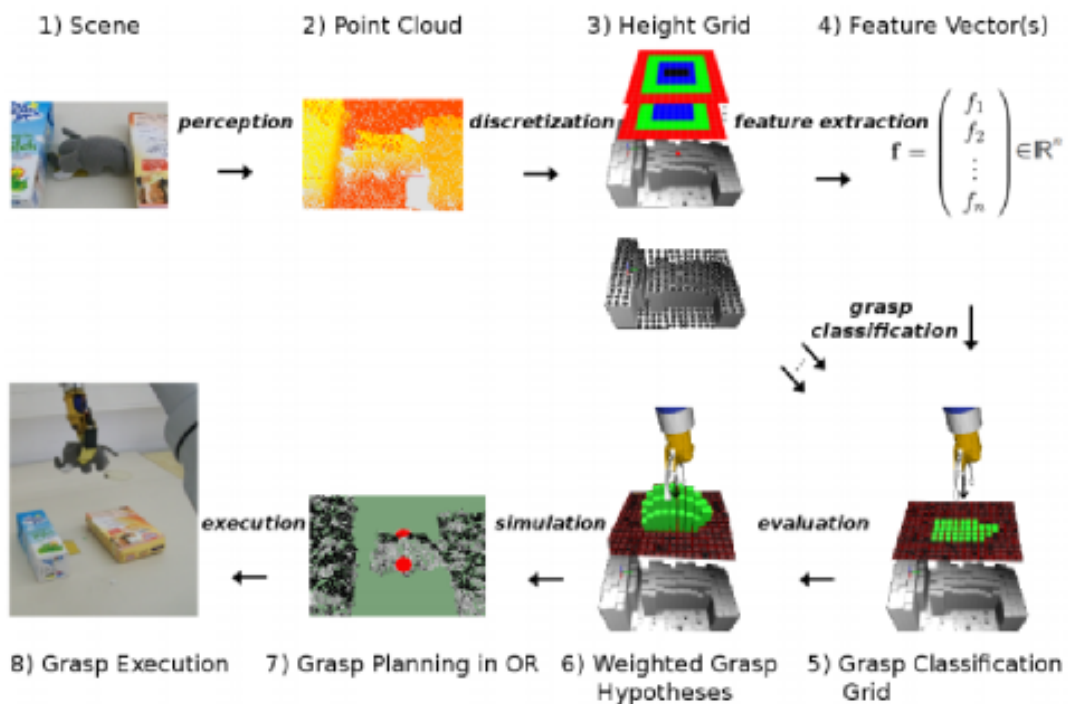 1) Scene
2) Point Cloud
3) Height Grid
4) Feature Vector(s)
perception
discretization
feature extraction
f = ( f₁ f₂ ⋮ fₙ ) ∈ ℝⁿ
grasp
classification
execution
simulation
evaluation
8) Grasp Execution
7) Grasp Planning in OR
6) Weighted Grasp
Hypotheses
5) Grasp Classification
Grid